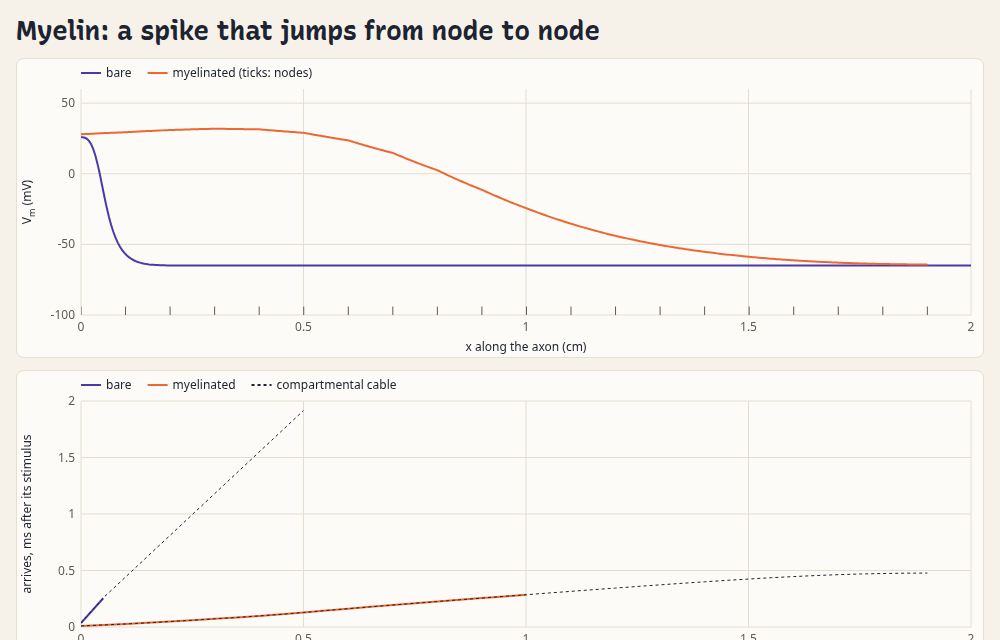 Myelin: a spike that jumps from node to node
bare
myelinated (ticks: nodes)
50
0
-50
-100
Vm (mV)
0
0.5
1
1.5
2
x along the axon (cm)
bare
myelinated
compartmental cable
2
1.5
1
0.5
0
arrives, ms after its stimulus
0
0.5
1
1.5
2